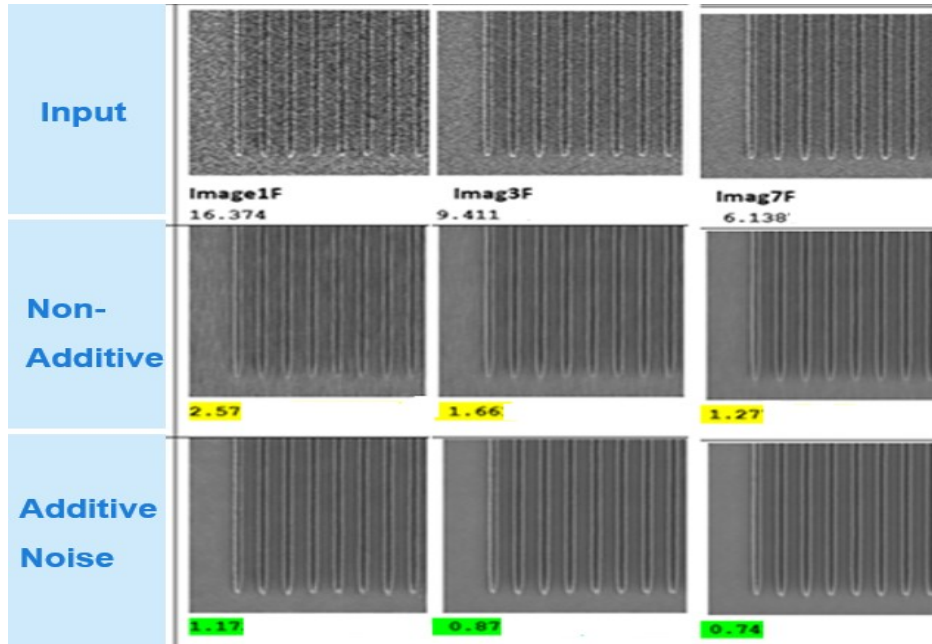 Input
Image1F
Imag3F
Imag7F
16.374
9.411
6.138
Non-
Additive
2.57
1.66
1.27
Additive
Noise
1.17
0.87
0.74